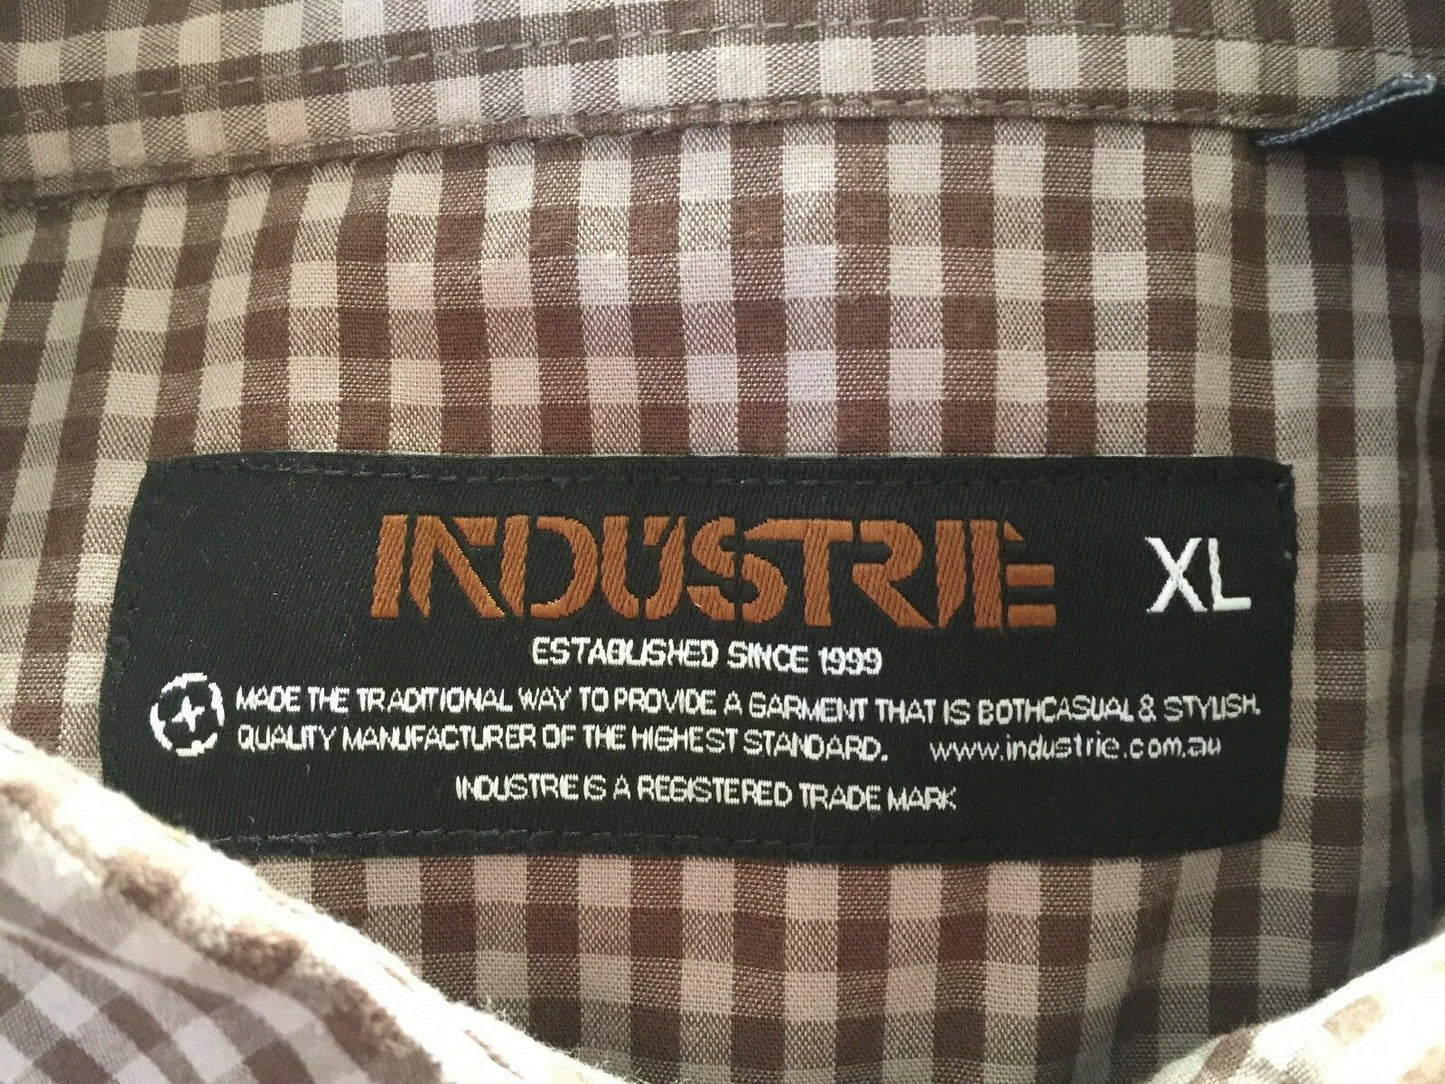 INDUSTRIE XL
ESTABLISHED SINCE 1999
MADE THE TRADITIONAL WAY TO PROVIDE A GARMENT THAT IS BOTHCASUAL & STYLISH.
QUALITY MANUFACTURER OF THE HIGHEST STANDARD. www.industrie.com.au
INDUSTRIE IS A REGISTERED TRADE MARK